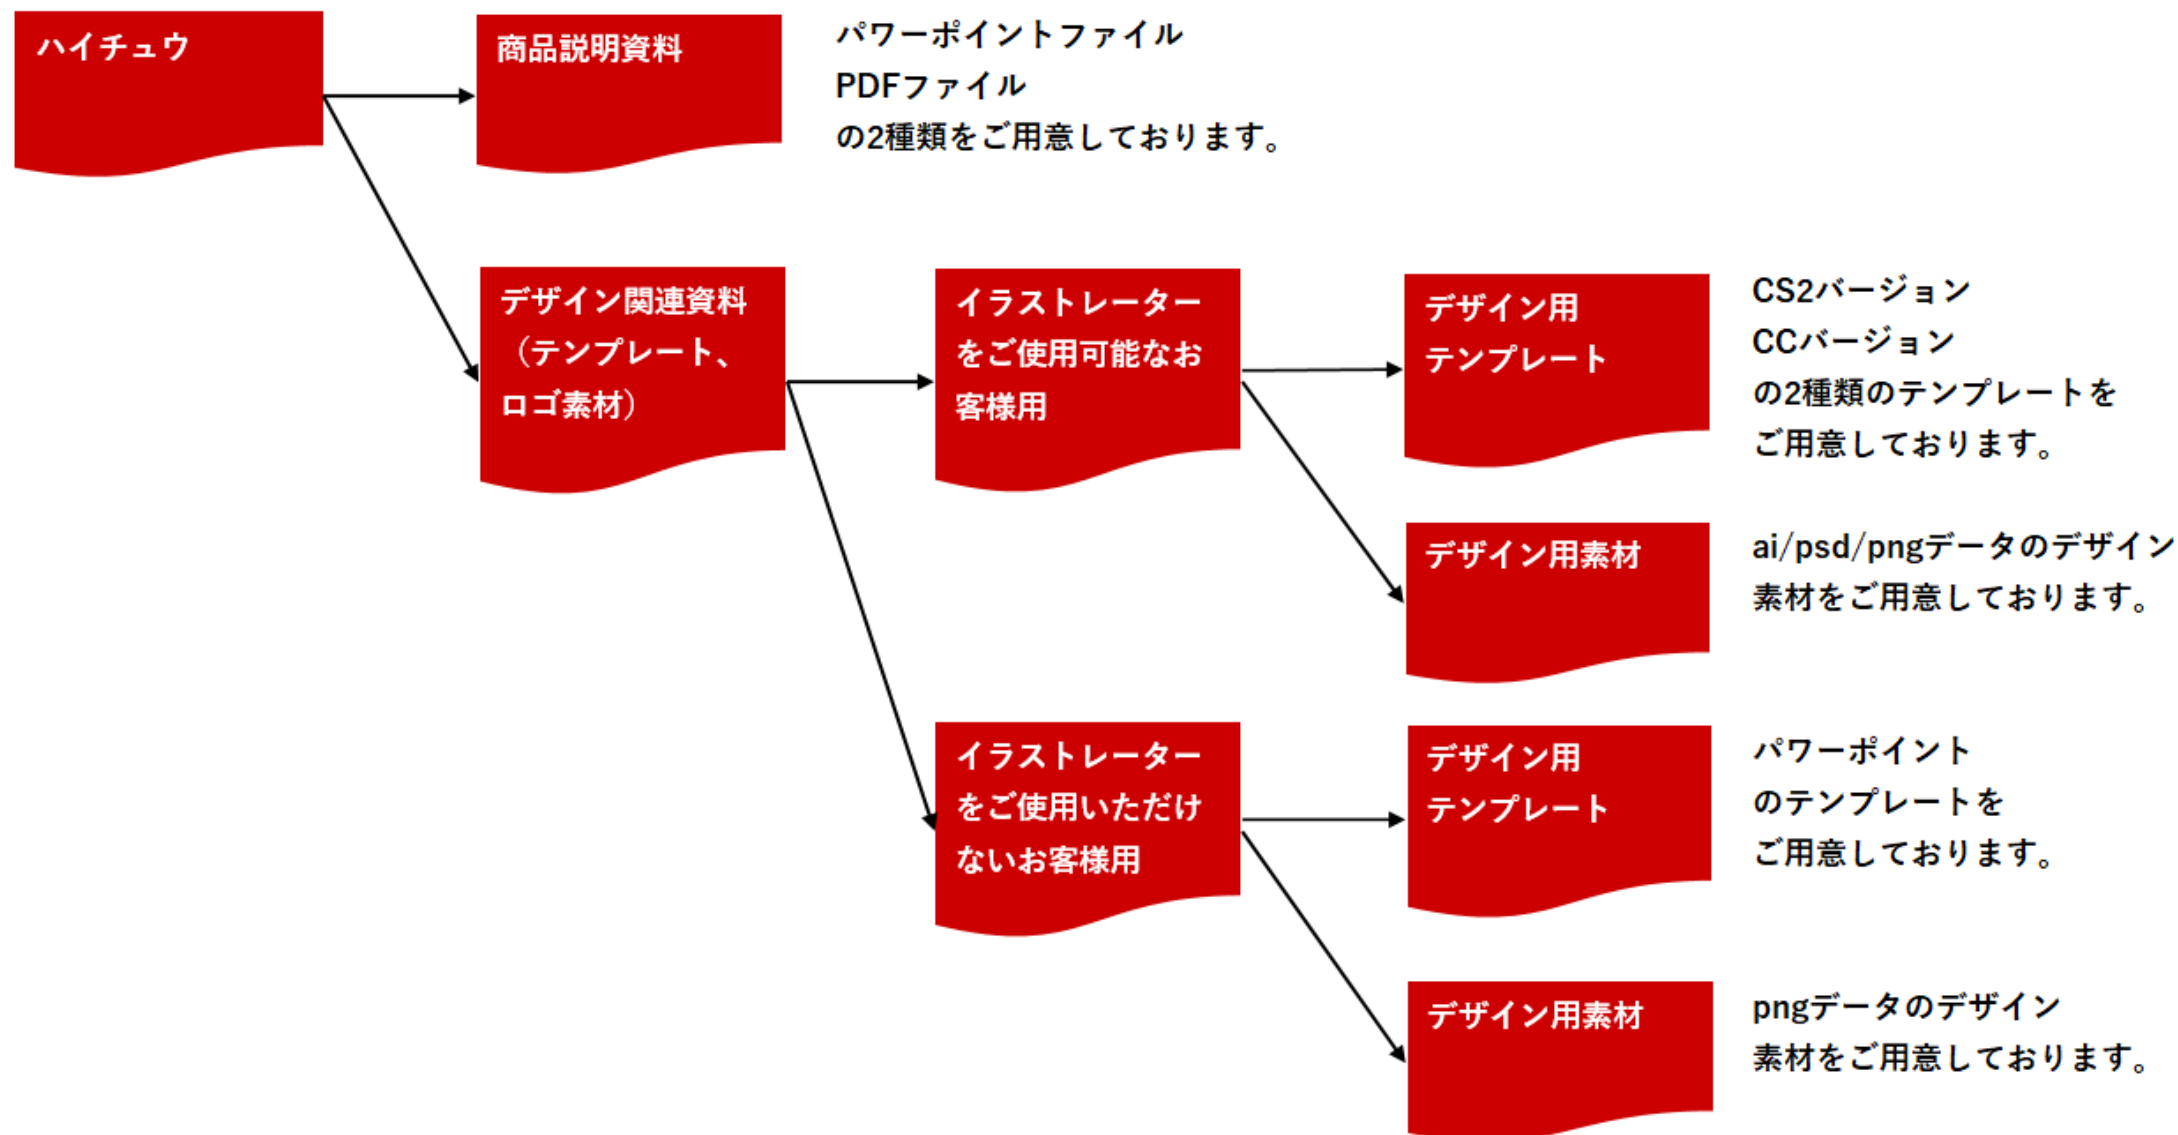 ハイチュウ
商品説明資料
パワーポイントファイル
PDFファイル
の2種類をご用意しております。
デザイン関連資料
（テンプレート、
ロゴ素材）
イラストレーター
をご使用可能なお
客様用
デザイン用
テンプレート
CS2バージョン
CCバージョン
の2種類のテンプレートを
ご用意しております。
デザイン用素材
ai/psd/pngデータのデザイン
素材をご用意しております。
イラストレーター
をご使用いただけ
ないお客様用
デザイン用
テンプレート
パワーポイント
のテンプレートを
ご用意しております。
デザイン用素材
pngデータのデザイン
素材をご用意しております。